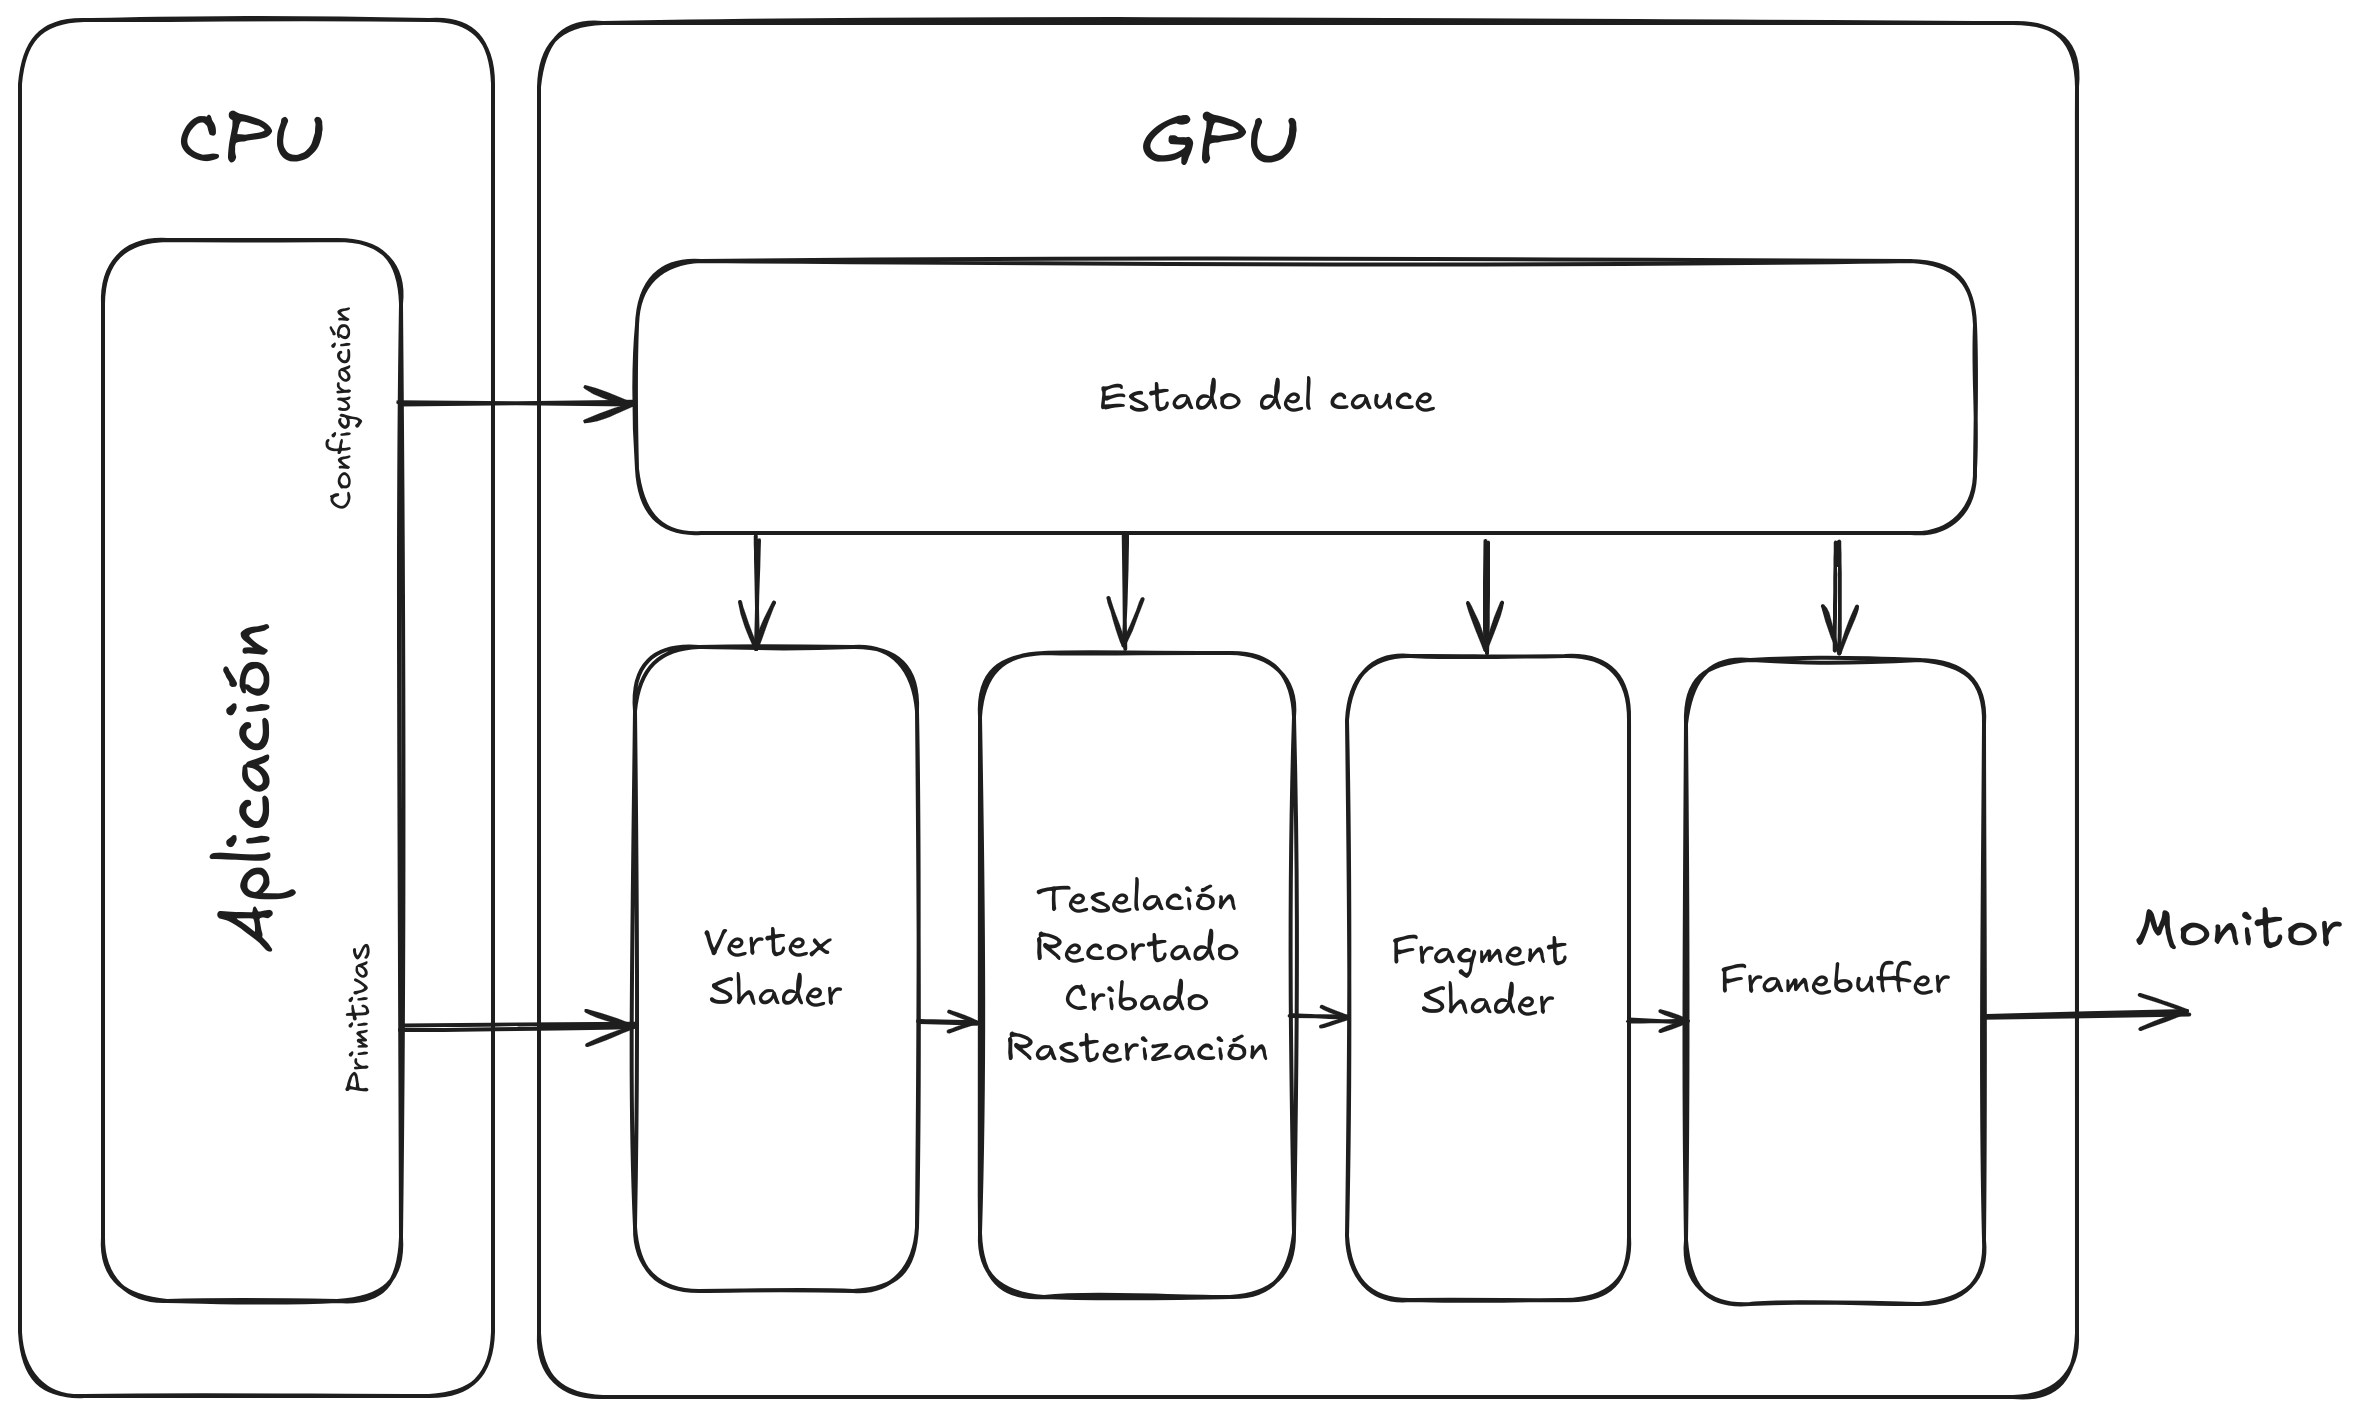 CPU
GPU
Configuración
Aplicación
Primitivas
Estado del cauce
Vertex
Shader
Teselación
Recortado
Cribado
Rasterización
Fragment
Shader
Framebuffer
Monitor